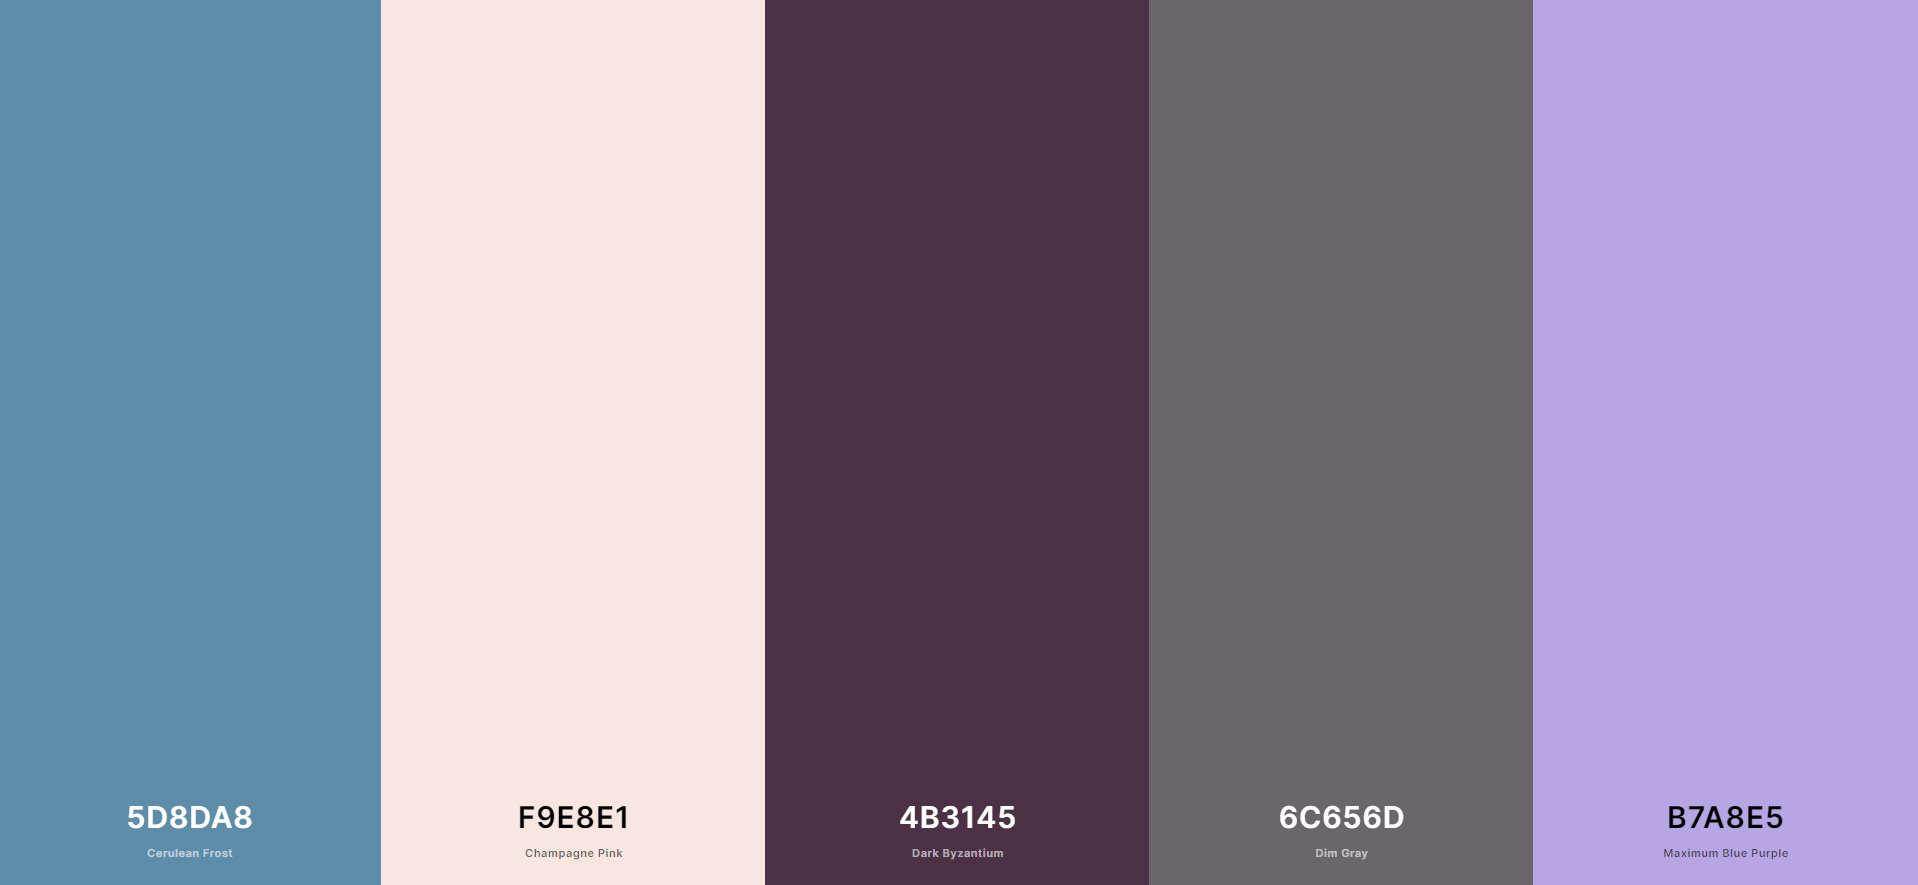 5D8DA8
Cerulean Frost
F9E8E1
Champagne Pink
4B3145
Dark Byzantium
6C656D
Dim Gray
B7A8E5
Maximum Blue Purple